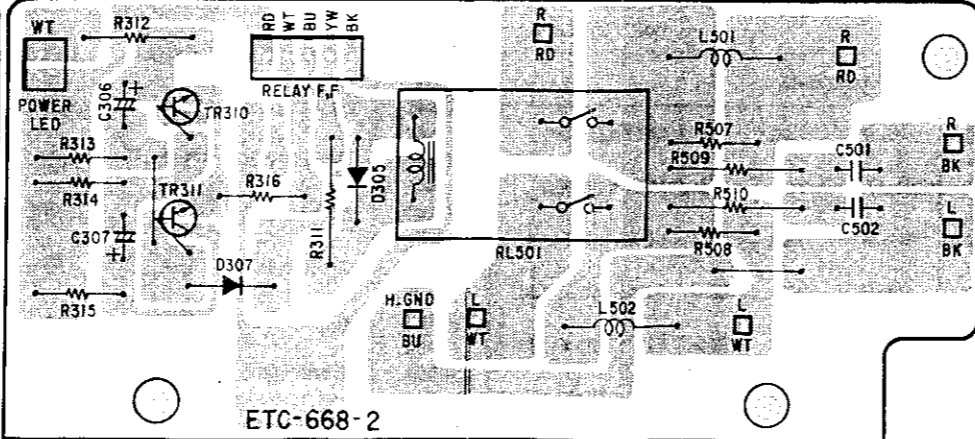 WT
POWER
LED
R312
C306
+
TR310
RD
WT
BU
YW
BK
RELAY F.F
R313
R314
TR311
C307
+
R315
R316
D307
R311
D305
RL501
R
RD
L501
R
RD
R507
R509
R510
R508
C501
C502
R
BK
L
BK
H.GND
BU
L
WT
L502
L
WT
ETC-668-2